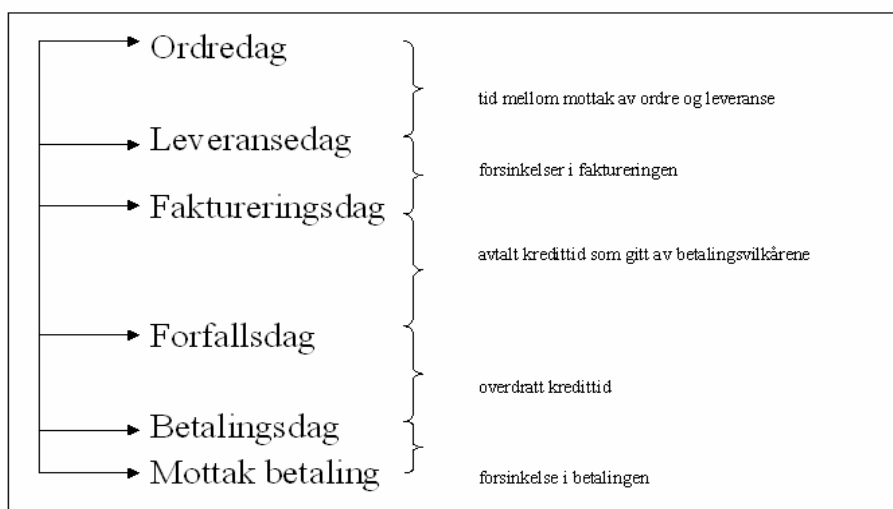 Ordredag
tid mellom mottak av ordre og leveranse
Leveransedag
forsinkelser i faktureringen
Faktureringsdag
avtalt kredittid som gitt av betalingsvilkårene
Forfallsdag
overdratt kredittid
Betalingsdag
Mottak betaling
forsinkelse i betalingen